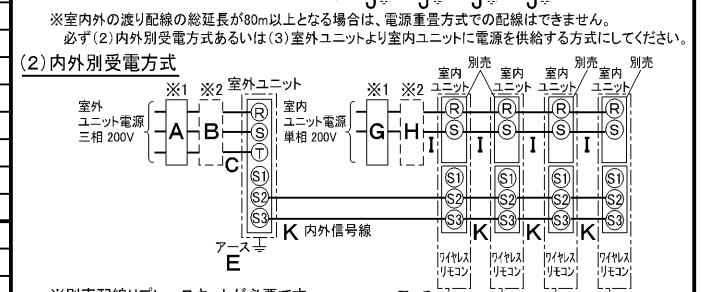 ※室内外の渡り配線の総延長が80m以上となる場合は、電源重畳方式での配線はできません。
必ず(2)内外別受電方式あるいは(3)室外ユニットより室内ユニットに電源を供給する方式にしてください。
(2)内外別受電方式
※1 ※2 室外ユニット
室外
ユニット電源
三相 200V
A B C
R
S
T
S1
S2
S3
アース
E
※1 ※2
室内
ユニット電源
単相 200V
G H
室内
ユニット
別売
室内
ユニット
室内
ユニット
別売
室内
ユニット
R R R R
S S S S
I I I I
S1 S1 S1 S1
S2 S2 S2 S2
S3 S3 S3 S3
K 内外信号線 K K K
ワイヤレス
リモコン
ワイヤレス
リモコン
ワイヤレス
リモコン
ワイヤレス
リモコン